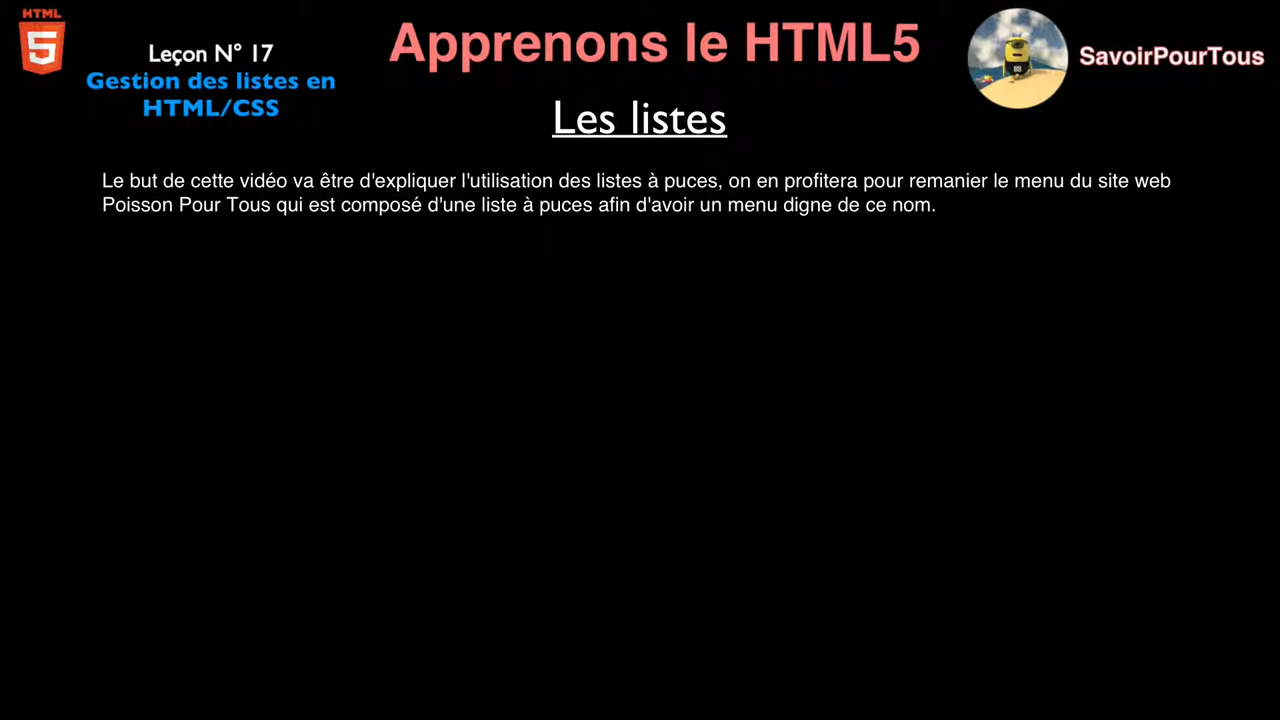 HTML
5
Leçon N° 17
Gestion des listes en
HTML/CSS
Apprenons le HTML5
SavoirPourTous
Les listes
Le but de cette vidéo va être d'expliquer l'utilisation des listes à puces, on en profitera pour remanier le menu du site web
Poisson Pour Tous qui est composé d'une liste à puces afin d'avoir un menu digne de ce nom.